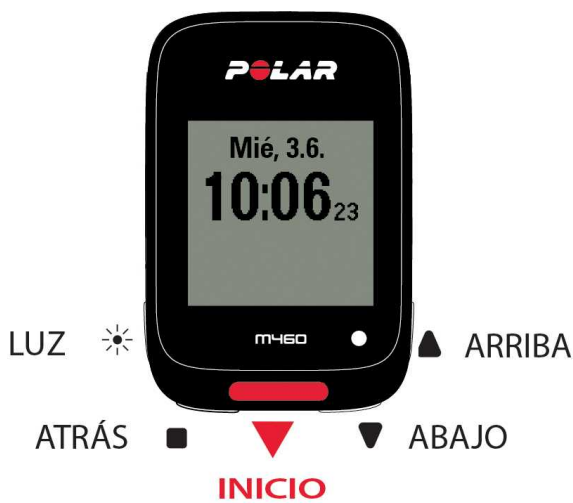 POLAR
Mié, 3.6.
10:06 23
M460
LUZ
ARRIBA
ATRÁS
ABAJO
INICIO